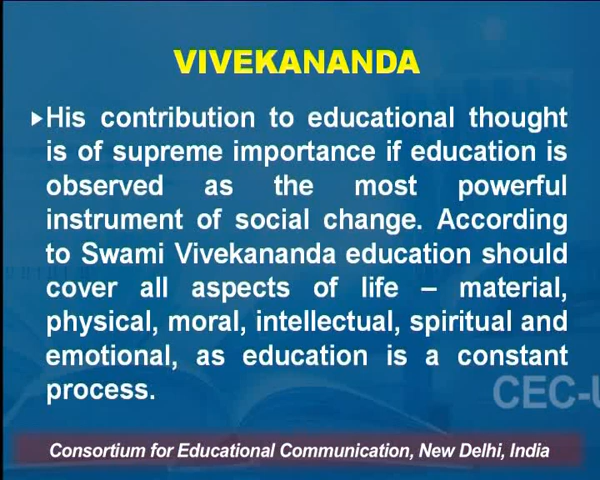 VIVEKANANDA
▸His contribution to educational thought
is of supreme importance if education is
observed as the most powerful
instrument of social change. According
to Swami Vivekananda education should
cover all aspects of life – material,
physical, moral, intellectual, spiritual and
emotional, as education is a constant
process.
CEC-U
Consortium for Educational Communication, New Delhi, India